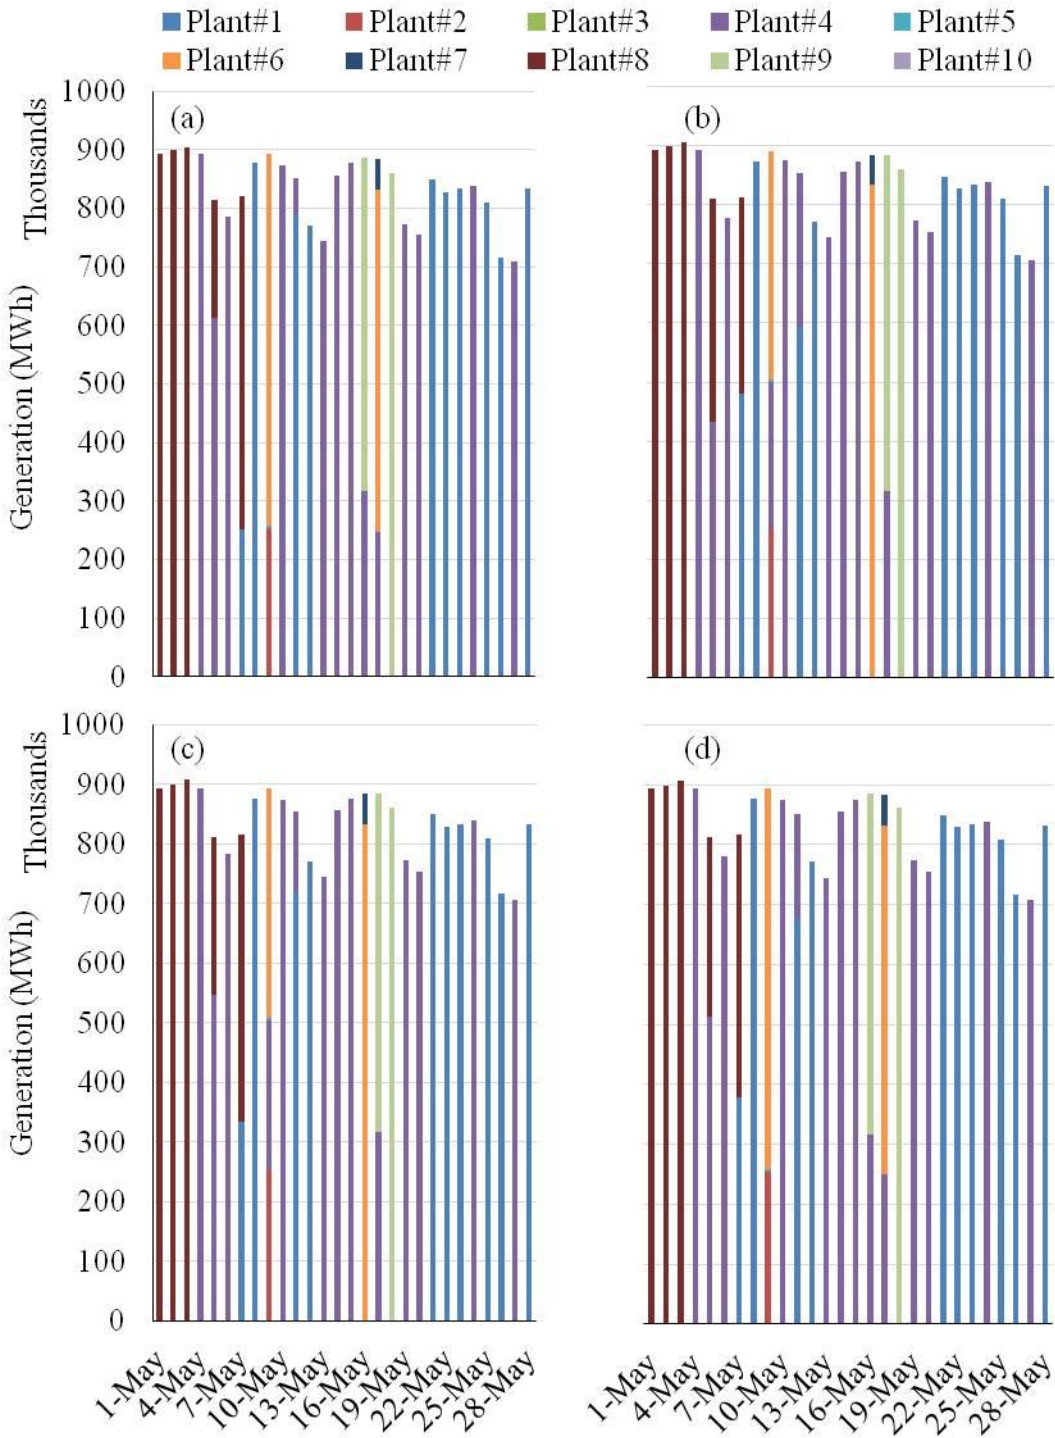 Plant#1 Plant#2 Plant#3 Plant#4 Plant#5
Plant#6 Plant#7 Plant#8 Plant#9 Plant#10
(a)
(b)
Thousands
Generation (MWh)
1000
900
800
700
600
500
400
300
200
100
0
(c)
(d)
Thousands
Generation (MWh)
1000
900
800
700
600
500
400
300
200
100
0
1-May
4-May
7-May
10-May
13-May
16-May
19-May
22-May
25-May
28-May
1-May
4-May
7-May
10-May
13-May
16-May
19-May
22-May
25-May
28-May